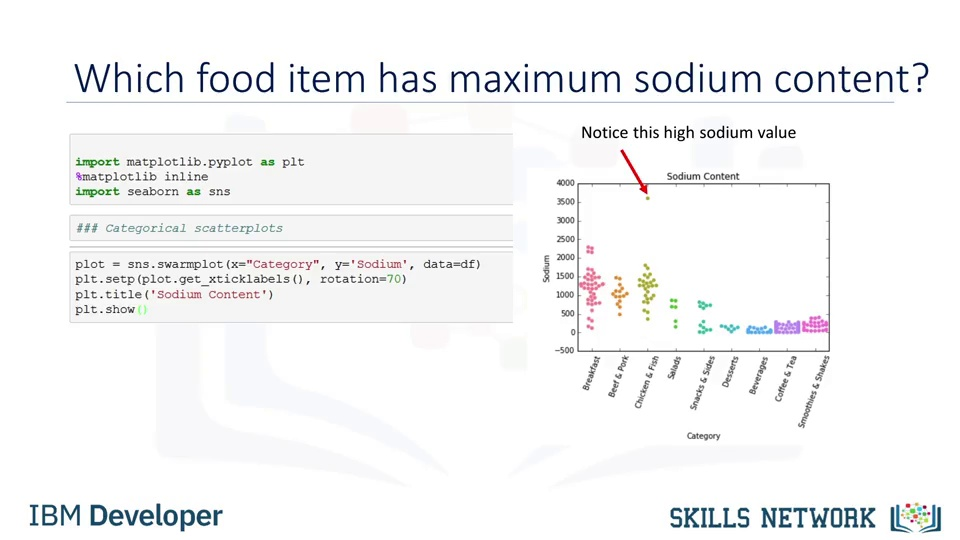 Which food item has maximum sodium content?
import matplotlib.pyplot as plt
%matplotlib inline
import seaborn as sns
### Categorical scatterplots
plot = sns.swarmplot(x="Category", y='Sodium', data=df)
plt.setp(plot.get_xticklabels(), rotation=70)
plt.title('Sodium Content')
plt.show()
Notice this high sodium value
Sodium Content
4000
3500
3000
2500
2000
1500
1000
500
0
−500
Sodium
Breakfast
Beef & Pork
Chicken & Fish
Salads
Snacks & Sides
Desserts
Beverages
Coffee & Tea
Smoothies & Shakes
Category
IBM Developer
SKILLS NETWORK